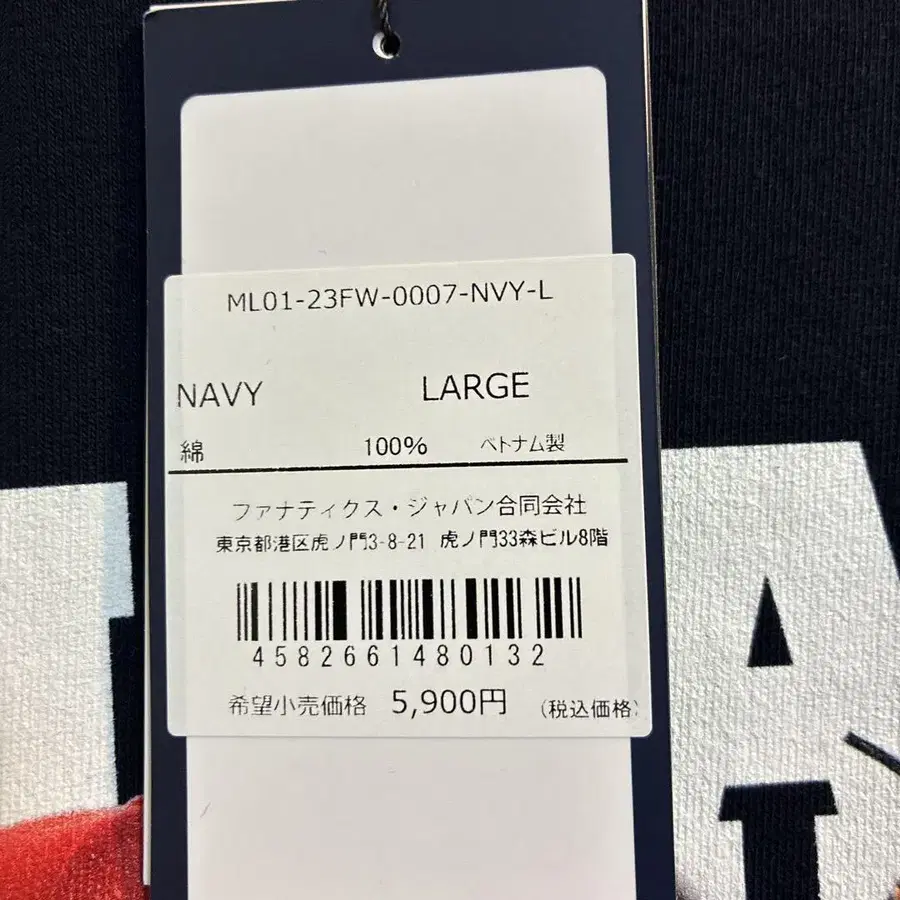 ML01-23FW-0007-NVY-L
NAVY LARGE
綿 100% ベトナム製
ファナティクス・ジャパン合同会社
東京都港区虎ノ門3-8-21 虎ノ門33森ビル8階
4582661480132
希望小売価格 5,900円 (税込価格)
A